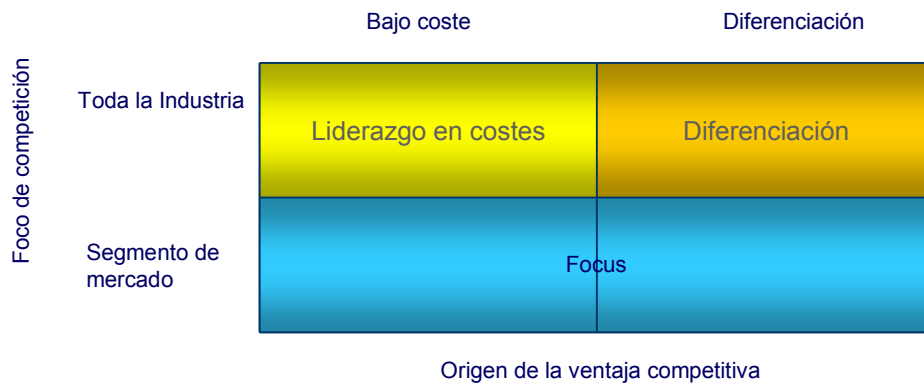 Bajo coste
Diferenciación
Foco de competición
Toda la Industria
Liderazgo en costes
Diferenciación
Segmento de
mercado
Focus
Origen de la ventaja competitiva